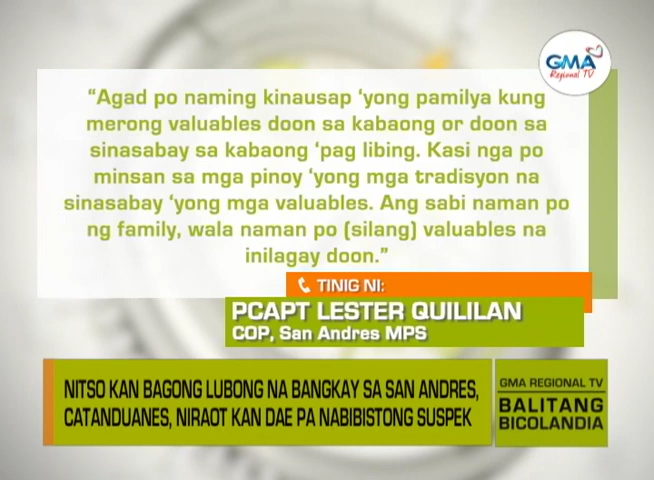 GMA
Regional TV
“Agad po naming kinausap ‘yong pamilya kung
merong valuables doon sa kabaong or doon sa
sinasabay sa kabaong ‘pag libing. Kasi nga po
minsan sa mga pinoy ‘yong mga tradisyon na
sinasabay ‘yong mga valuables. Ang sabi naman po
ng family, wala naman po (silang) valuables na
inilagay doon.”
TINIG NI:
PCAPT LESTER QUILILAN
COP, San Andres MPS
NITSO KAN BAGONG LUBONG NA BANGKAY SA SAN ANDRES,
CATANDUANES, NIRAOT KAN DAE PA NABIBISTONG SUSPEK
GMA REGIONAL TV
BALITANG
BICOLANDIA